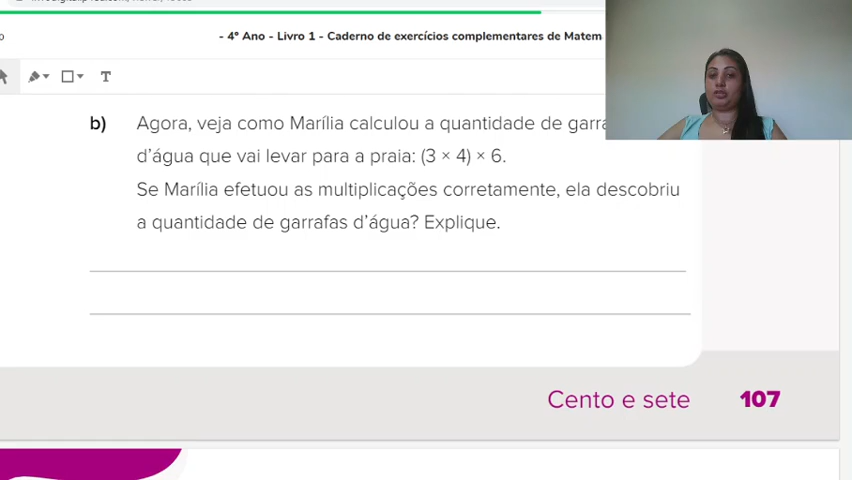 - 4º Ano - Livro 1 - Caderno de exercícios complementares de Matem
T
b) Agora, veja como Marília calculou a quantidade de
d’água que vai levar para a praia: (3 × 4) × 6.
Se Marília efetuou as multiplicações corretamente, ela descobriu
a quantidade de garrafas d’água? Explique.
Cento e sete 107